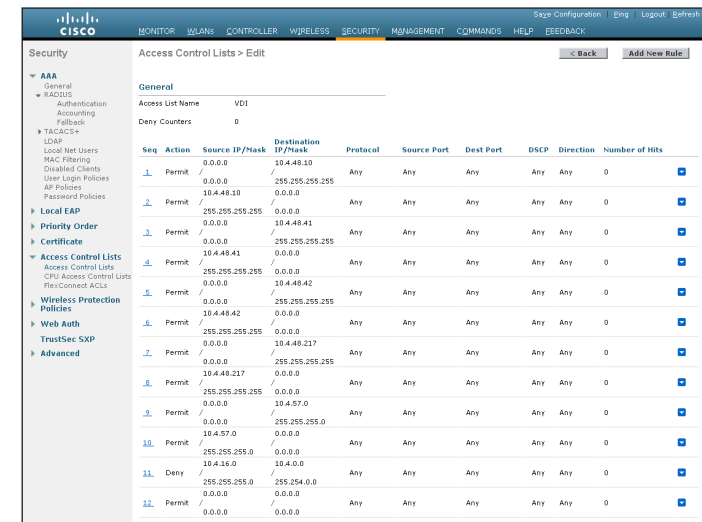 Save Configuration | Ping | Logout | Refresh
CISCO
MONITOR WLANs CONTROLLER WIRELESS SECURITY MANAGEMENT COMMANDS HELP FEEDBACK
Security
AAA
General
RADIUS
Authentication
Accounting
Fallback
TACACS+
LDAP
Local Net Users
MAC Filtering
Disabled Clients
User Login Policies
AP Policies
Password Policies
Local EAP
Priority Order
Certificate
Access Control Lists
Access Control Lists
CPU Access Control Lists
FlexConnect ACLs
Wireless Protection
Policies
Web Auth
TrustSec SXP
Advanced
Access Control Lists > Edit
< Back
Add New Rule
General
Access List Name VDI
Deny Counters 0
Destination
Seq Action Source IP/Mask IP/Mask Protocol Source Port Dest Port DSCP Direction Number of Hits
0.0.0.0 10.4.48.10
1 Permit / / Any Any Any Any Any 0
0.0.0.0 255.255.255.255
10.4.48.10 0.0.0.0
2 Permit / / Any Any Any Any Any 0
255.255.255.255 0.0.0.0
0.0.0.0 10.4.48.41
3 Permit / / Any Any Any Any Any 0
0.0.0.0 255.255.255.255
10.4.48.41 0.0.0.0
4 Permit / / Any Any Any Any Any 0
255.255.255.255 0.0.0.0
0.0.0.0 10.4.48.42
5 Permit / / Any Any Any Any Any 0
0.0.0.0 255.255.255.255
10.4.48.42 0.0.0.0
6 Permit / / Any Any Any Any Any 0
255.255.255.255 0.0.0.0
0.0.0.0 10.4.48.217
7 Permit / / Any Any Any Any Any 0
0.0.0.0 255.255.255.255
10.4.48.217 0.0.0.0
8 Permit / / Any Any Any Any Any 0
255.255.255.255 0.0.0.0
0.0.0.0 10.4.57.0
9 Permit / / Any Any Any Any Any 0
0.0.0.0 255.255.255.0
10.4.57.0 0.0.0.0
10 Permit / / Any Any Any Any Any 0
255.255.255.0 0.0.0.0
10.4.16.0 10.4.0.0
11 Deny / / Any Any Any Any Any 0
255.255.255.0 255.254.0.0
0.0.0.0 0.0.0.0
12 Permit / / Any Any Any Any Any 0
0.0.0.0 0.0.0.0